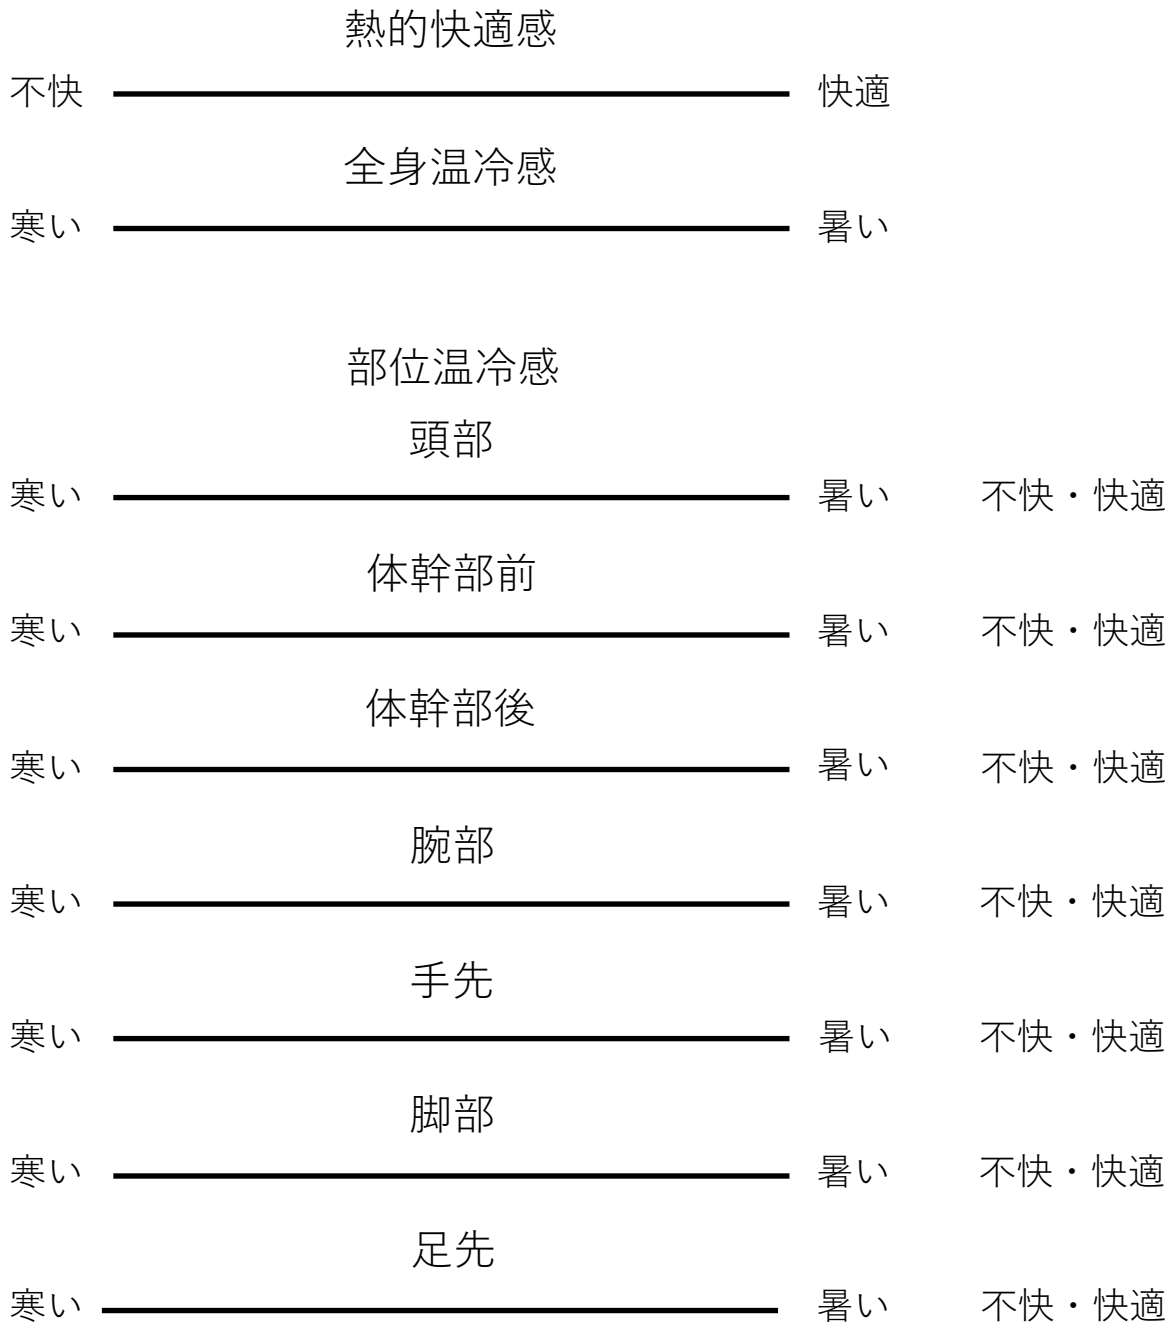 熱的快適感
不快 快適
全身温冷感
寒い 暑い
部位温冷感
頭部
寒い 暑い 不快・快適
体幹部前
寒い 暑い 不快・快適
体幹部後
寒い 暑い 不快・快適
腕部
寒い 暑い 不快・快適
手先
寒い 暑い 不快・快適
脚部
寒い 暑い 不快・快適
足先
寒い 暑い 不快・快適